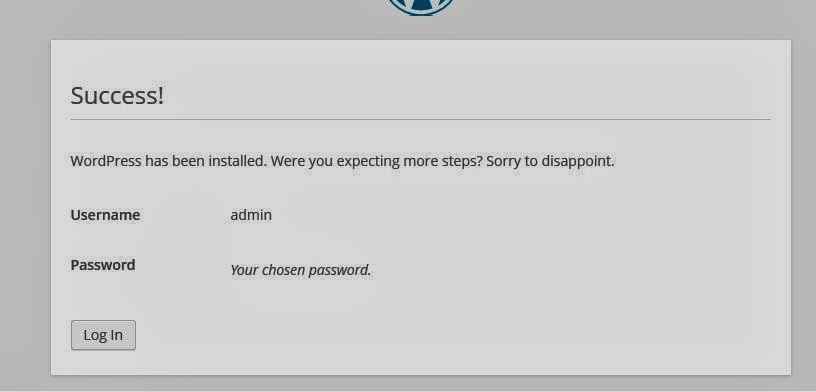 Success!
WordPress has been installed. Were you expecting more steps? Sorry to disappoint.
Username admin
Password Your chosen password.
Log In